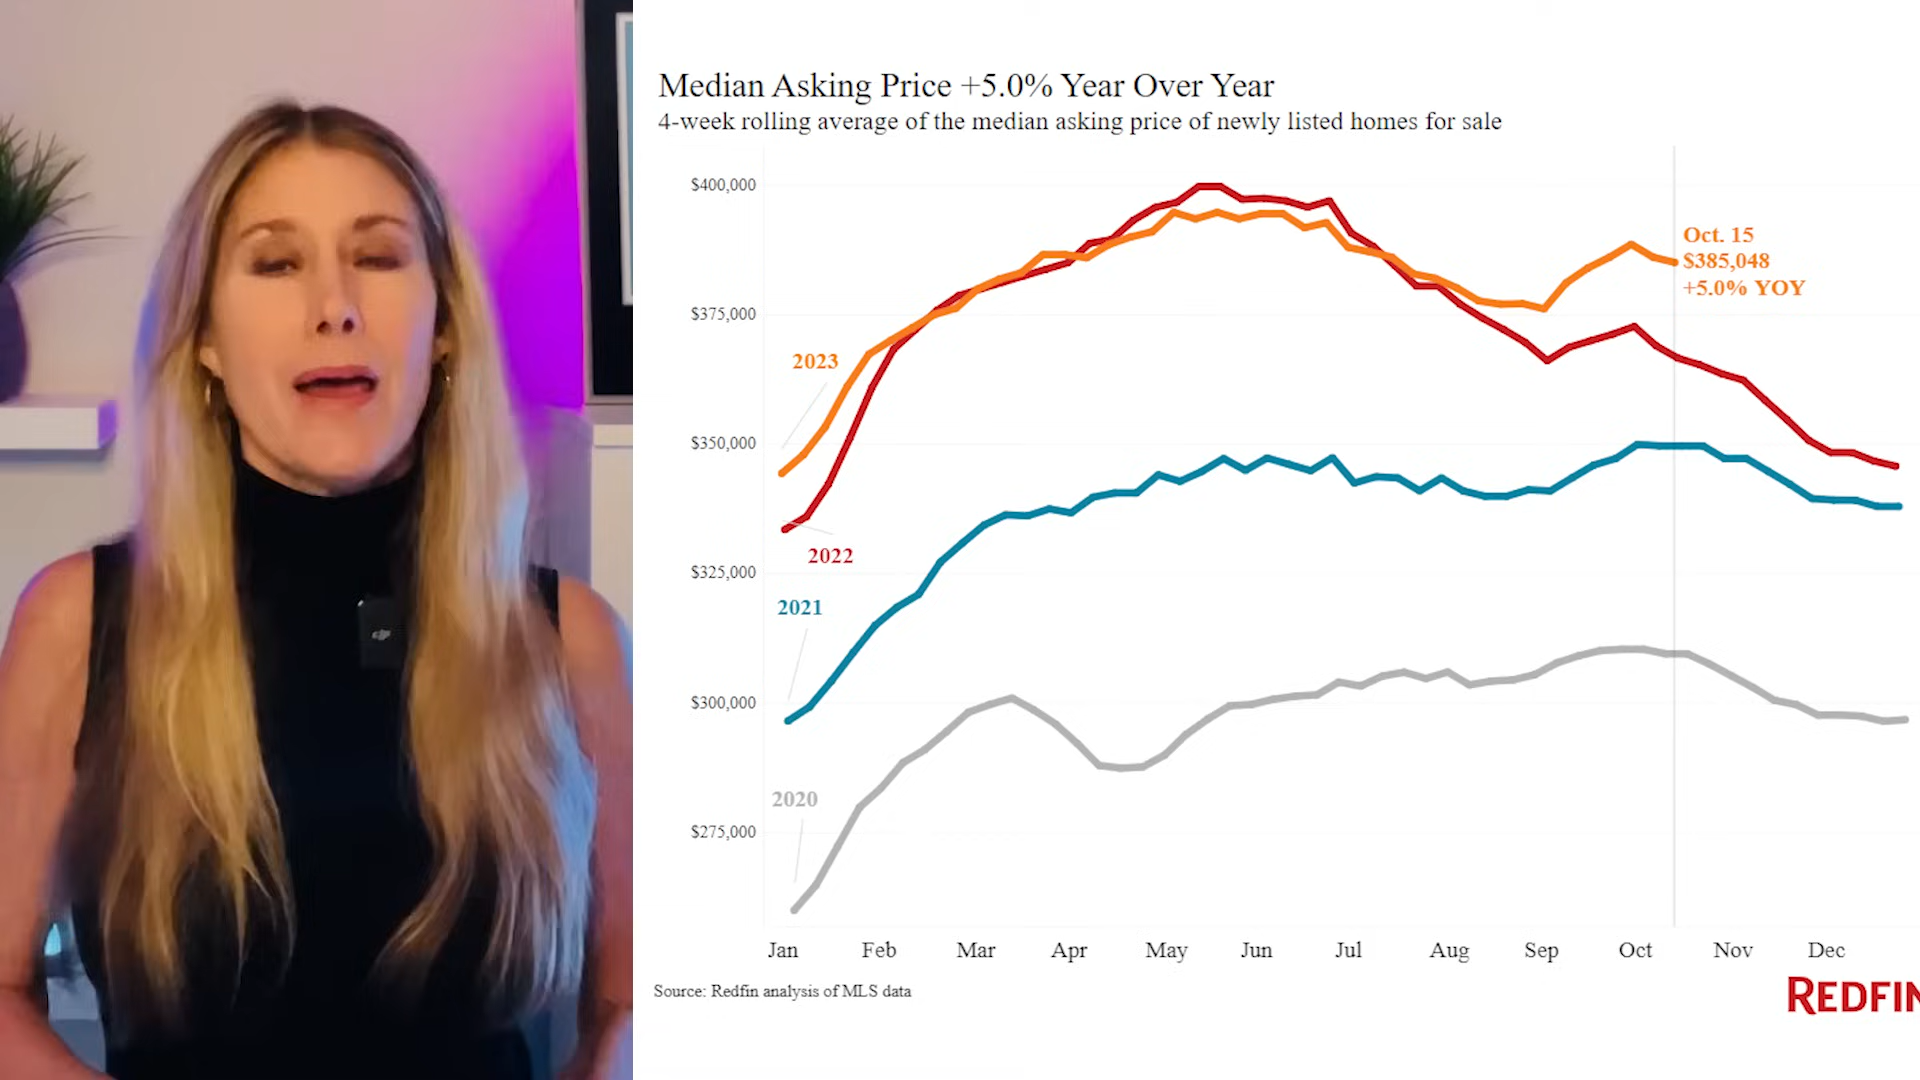 Median Asking Price +5.0% Year Over Year
4-week rolling average of the median asking price of newly listed homes for sale
$400,000
$375,000
$350,000
$325,000
$300,000
$275,000
Oct. 15
$385,048
+5.0% YOY
2023
2022
2021
2020
Jan Feb Mar Apr May Jun Jul Aug Sep Oct Nov Dec
Source: Redfin analysis of MLS data
REDFIN
dji